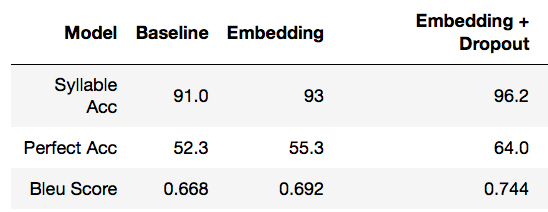 Model Baseline Embedding Embedding + Dropout
Syllable Acc 91.0 93 96.2
Perfect Acc 52.3 55.3 64.0
Bleu Score 0.668 0.692 0.744